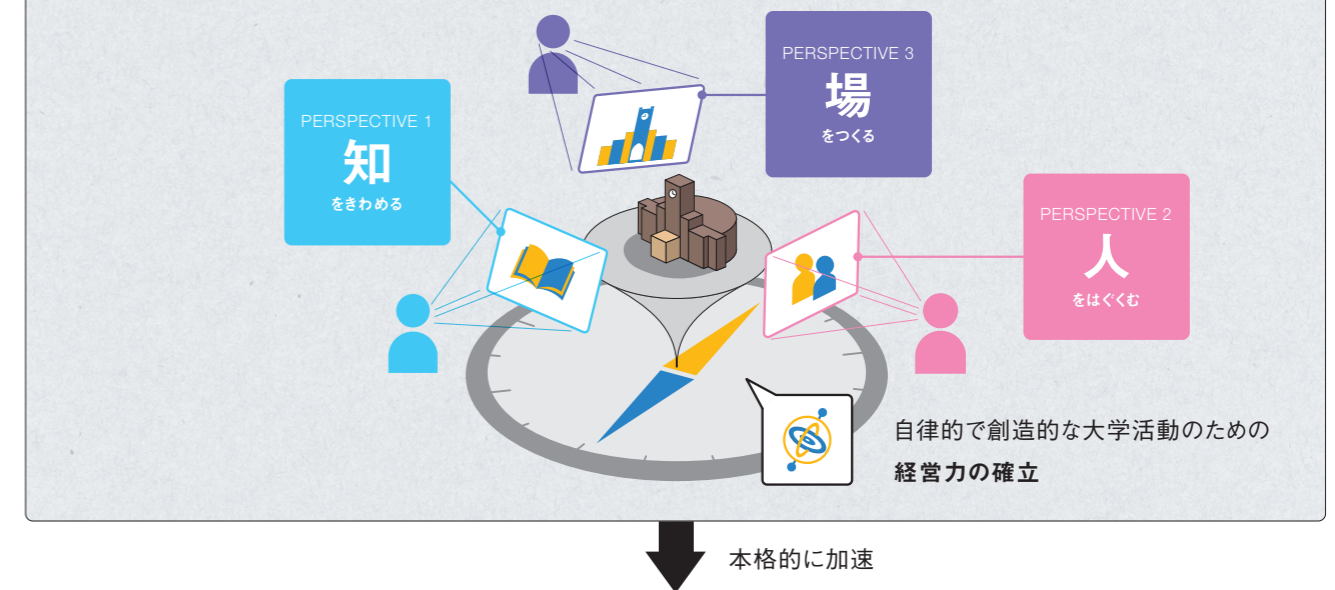 PERSPECTIVE 1
知
をきわめる
PERSPECTIVE 3
場
をつくる
PERSPECTIVE 2
人
をはぐくむ
自律的で創造的な大学活動のための
経営力の確立
本格的に加速